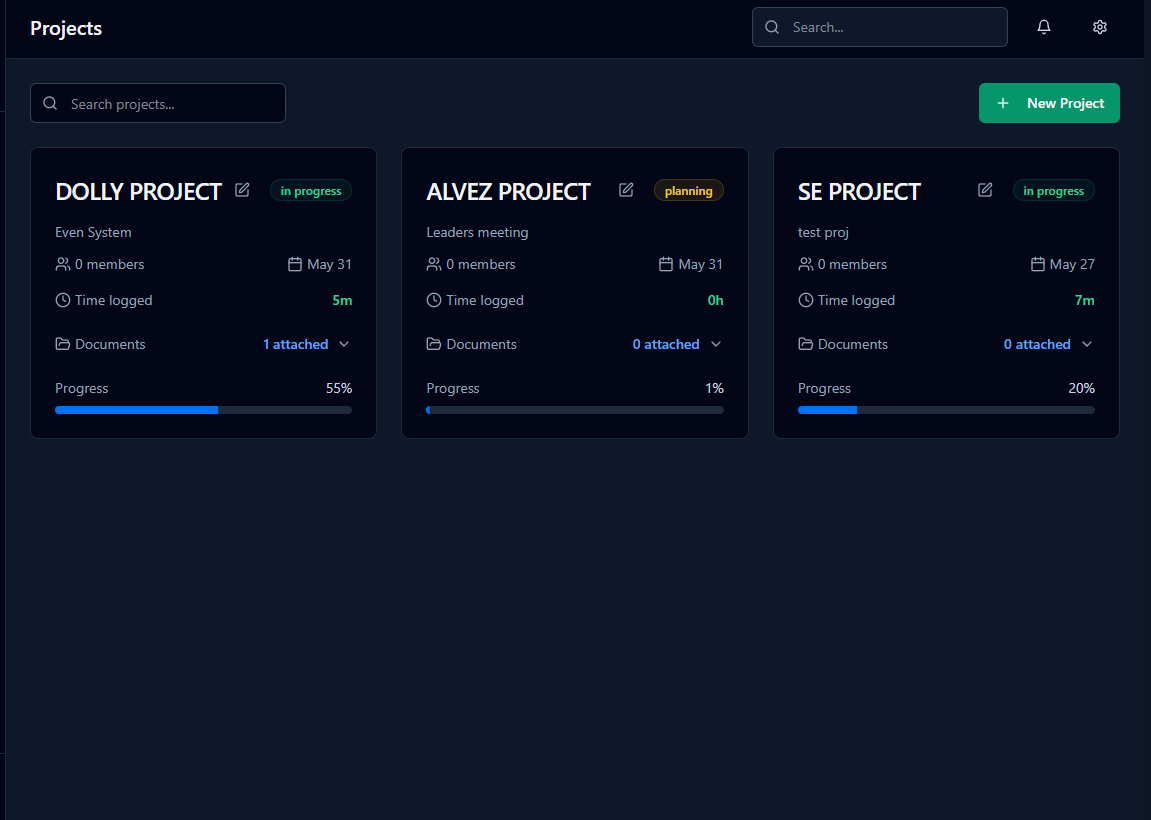 Projects
Search...
Search projects...
New Project
DOLLY PROJECT
in progress
Even System
0 members
May 31
Time logged
5m
Documents
1 attached
Progress
55%
ALVEZ PROJECT
planning
Leaders meeting
0 members
May 31
Time logged
0h
Documents
0 attached
Progress
1%
SE PROJECT
in progress
test proj
0 members
May 27
Time logged
7m
Documents
0 attached
Progress
20%